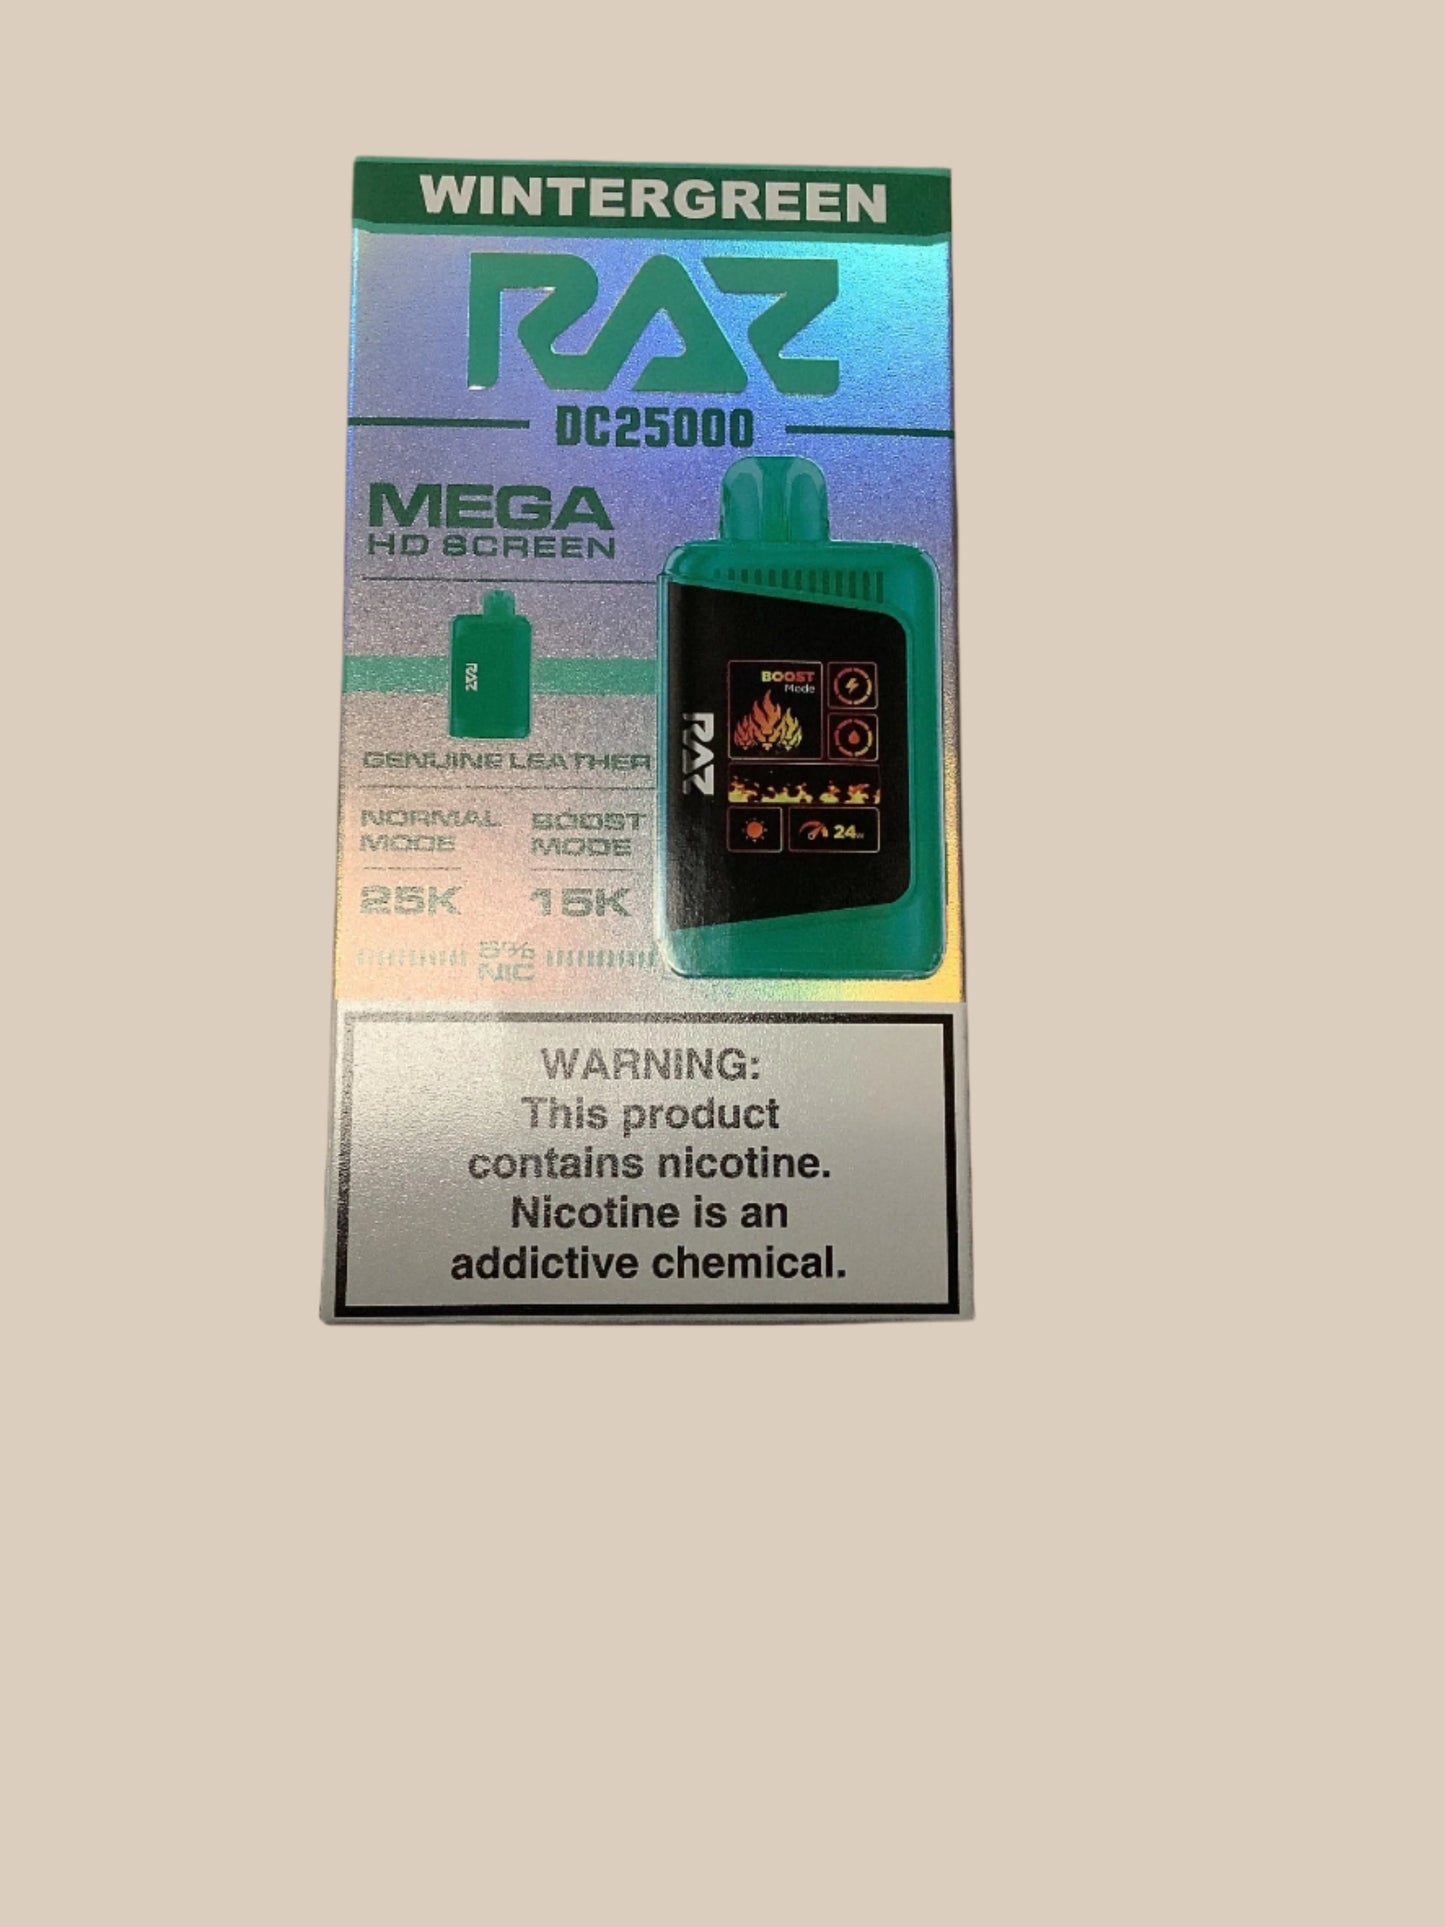 WINTERGREEN
RAZ
DC25000
MEGA
HD SCREEN
RAZ
GENUINE LEATHER
NORMAL
MODE
25K
BOOST
MODE
15K
5%
NIC
RAZ
BOOST
Mode
24W
WARNING:
This product
contains nicotine.
Nicotine is an
addictive chemical.